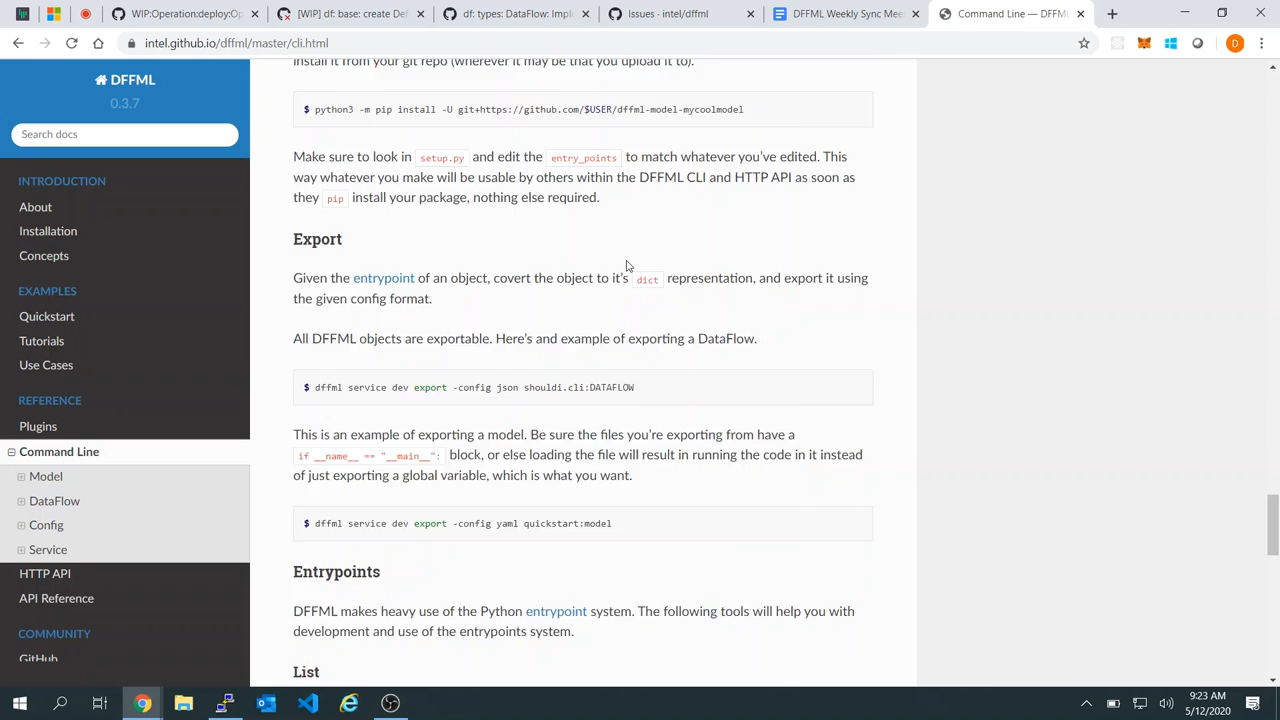 WIP:Operation:deploy:Op
[WIP] df: base: create Def
df: types: DataFlow: Imple
Issues · intel/dffml
DFFML Weekly Sync Mee
Command Line — DFFML
intel.github.io/dffml/master/cli.html
D
DFFML
0.3.7
Search docs
INTRODUCTION
About
Installation
Concepts
EXAMPLES
Quickstart
Tutorials
Use Cases
REFERENCE
Plugins
Command Line
Model
DataFlow
Config
Service
HTTP API
API Reference
COMMUNITY
GitHub
install it from your git repo (wherever it may be that you upload it to).
$ python3 -m pip install -U git+https://github.com/$USER/dffml-model-mycoolmodel
Make sure to look in setup.py and edit the entry_points to match whatever you've edited. This
way whatever you make will be usable by others within the DFFML CLI and HTTP API as soon as
they pip install your package, nothing else required.
Export
Given the entrypoint of an object, covert the object to it's dict representation, and export it using
the given config format.
All DFFML objects are exportable. Here's and example of exporting a DataFlow.
$ dffml service dev export -config json shouldi.cli:DATAFLOW
This is an example of exporting a model. Be sure the files you're exporting from have a
if __name__ == "__main__": block, or else loading the file will result in running the code in it instead
of just exporting a global variable, which is what you want.
$ dffml service dev export -config yaml quickstart:model
Entrypoints
DFFML makes heavy use of the Python entrypoint system. The following tools will help you with
development and use of the entrypoints system.
List
9:23 AM
5/12/2020